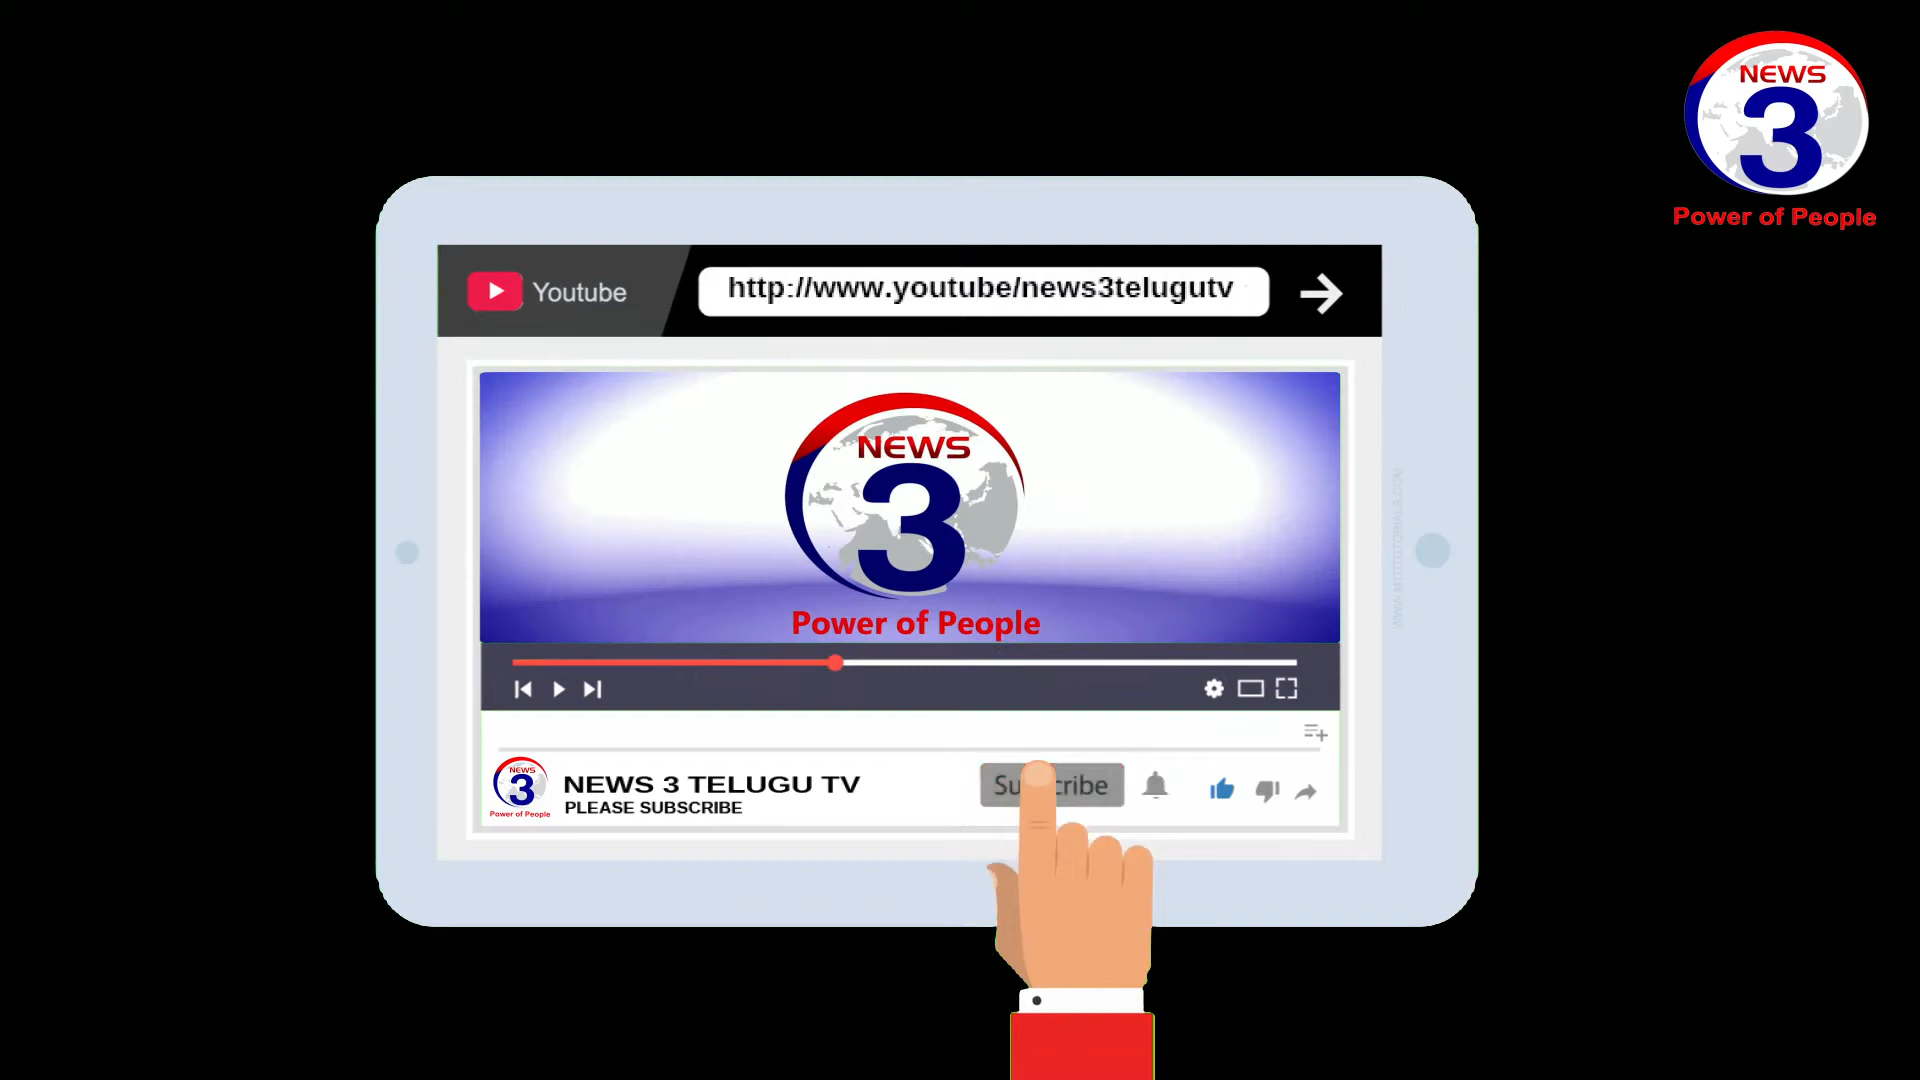 NEWS
3
Power of People
Youtube
http://www.youtube/news3telugutv
NEWS
3
Power of People
NEWS
3
Power of People
NEWS 3 TELUGU TV
PLEASE SUBSCRIBE